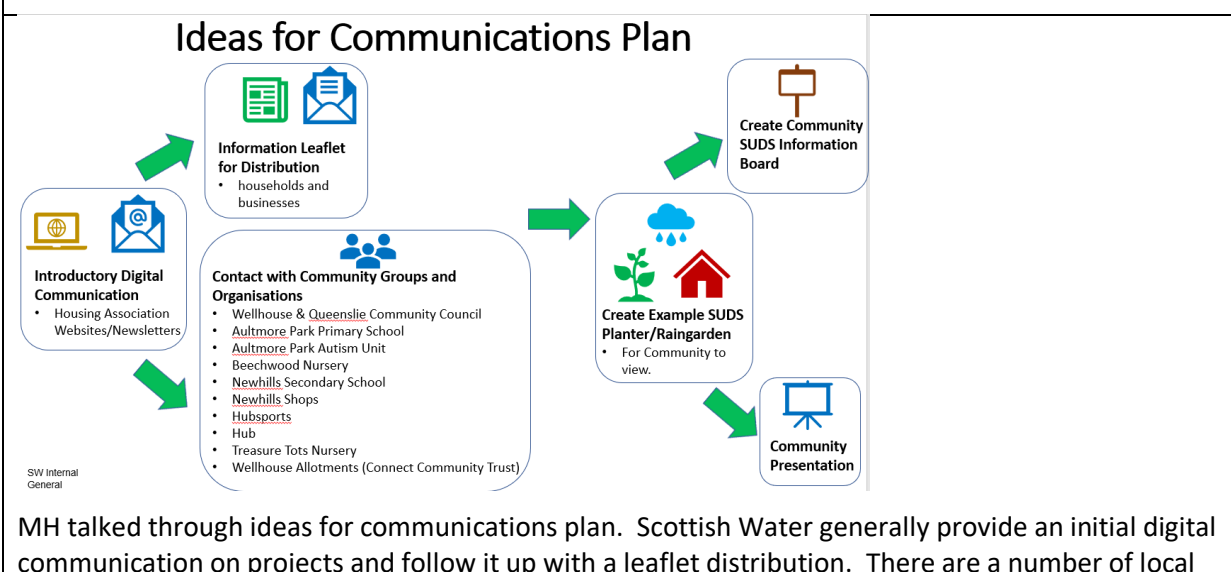 Ideas for Communications Plan
Information Leaflet
for Distribution
• households and
businesses
Introductory Digital
Communication
• Housing Association
Websites/Newsletters
Contact with Community Groups and
Organisations
• Wellhouse & Queenslie Community Council
• Aultmore Park Primary School
• Aultmore Park Autism Unit
• Beechwood Nursery
• Newhills Secondary School
• Newhills Shops
• Hubsports
• Hub
• Treasure Tots Nursery
• Wellhouse Allotments (Connect Community Trust)
Create Example SUDS
Planter/Raingarden
• For Community to
view.
Create Community
SUDS Information
Board
Community
Presentation
SW Internal
General
MH talked through ideas for communications plan.  Scottish Water generally provide an initial digital
communication on projects and follow it up with a leaflet distribution.  There are a number of local